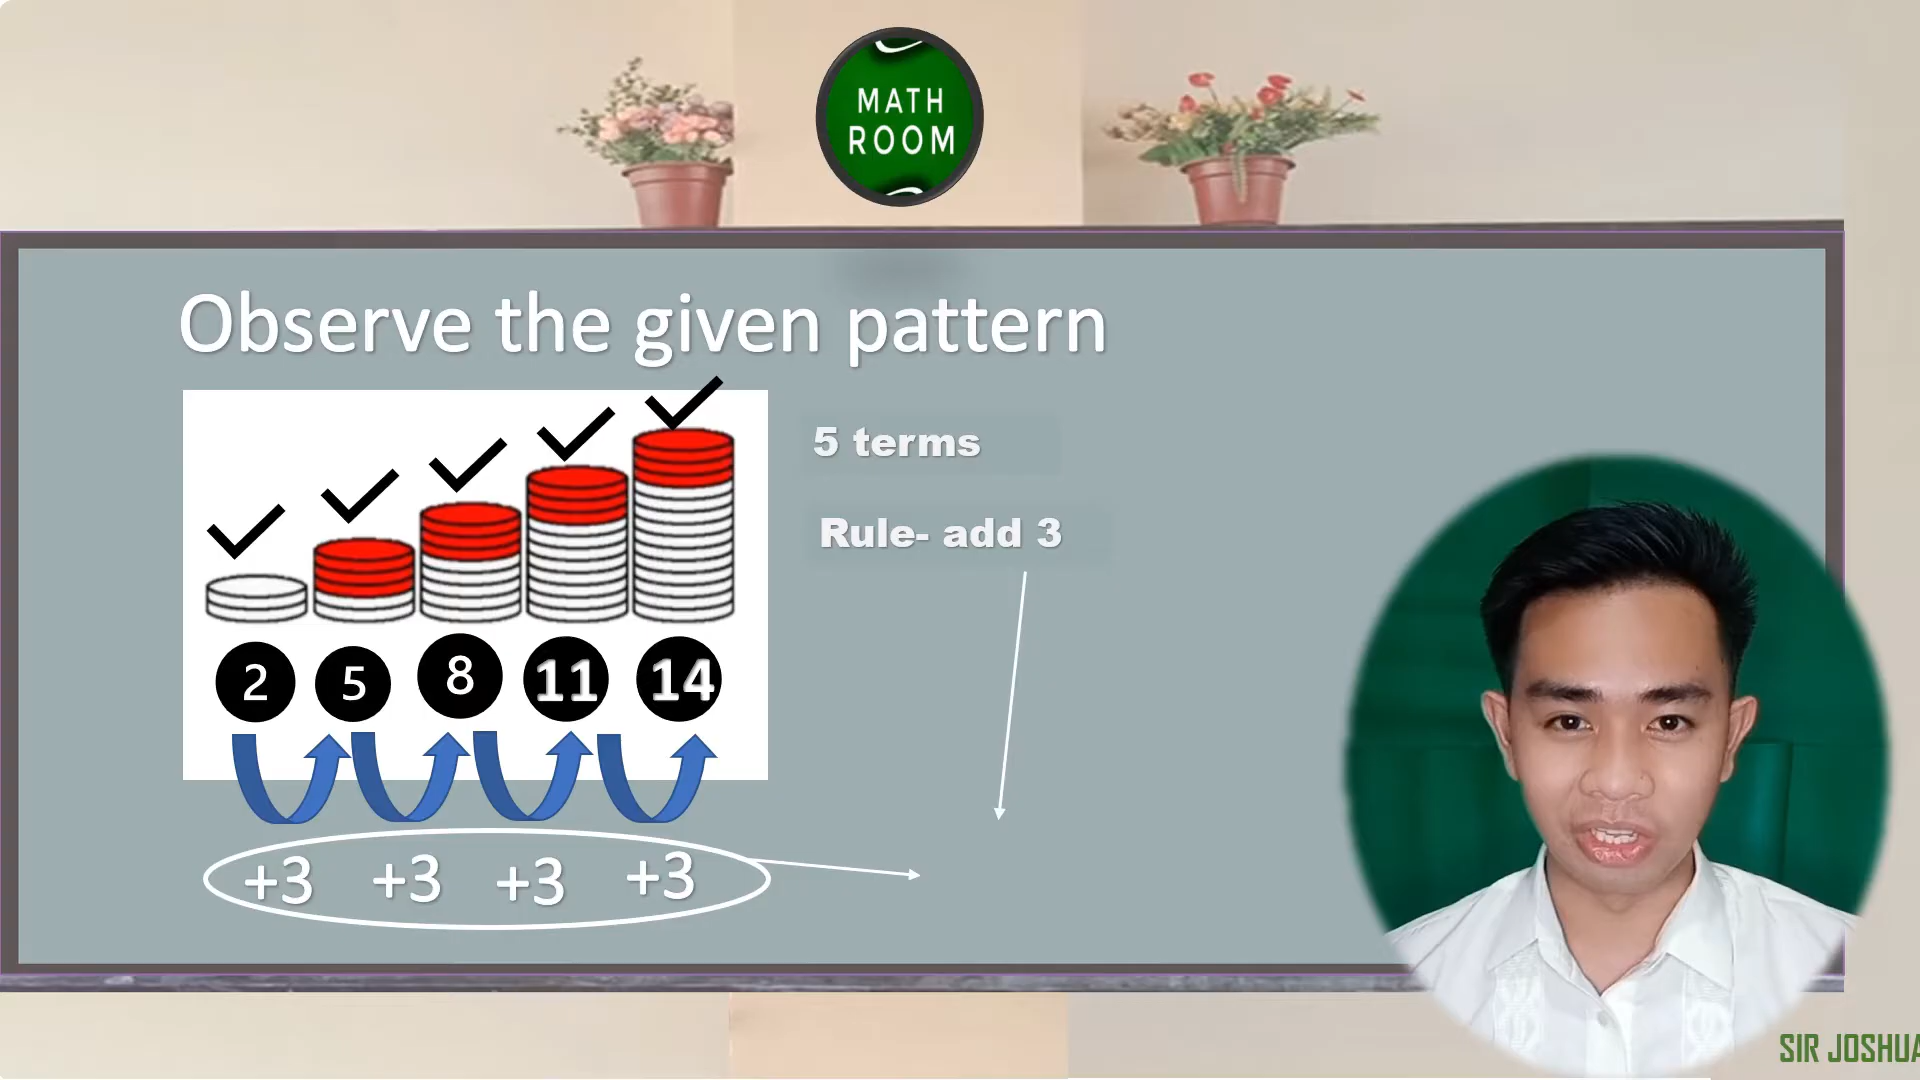 MATH
ROOM
Observe the given pattern
5 terms
Rule- add 3
2 5 8 11 14
+3 +3 +3 +3
SIR JOSHUA